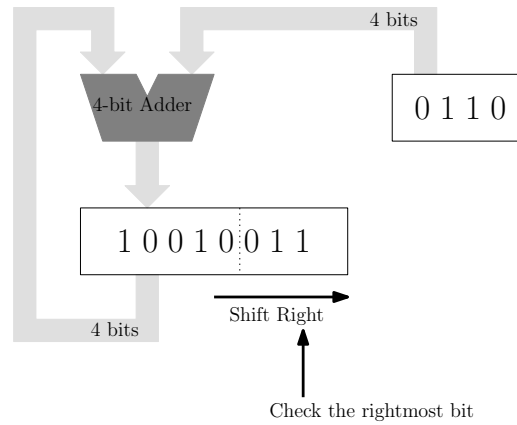 4 bits
4-bit Adder
0 1 1 0
1 0 0 1 0 0 1 1
4 bits
Shift Right
Check the rightmost bit